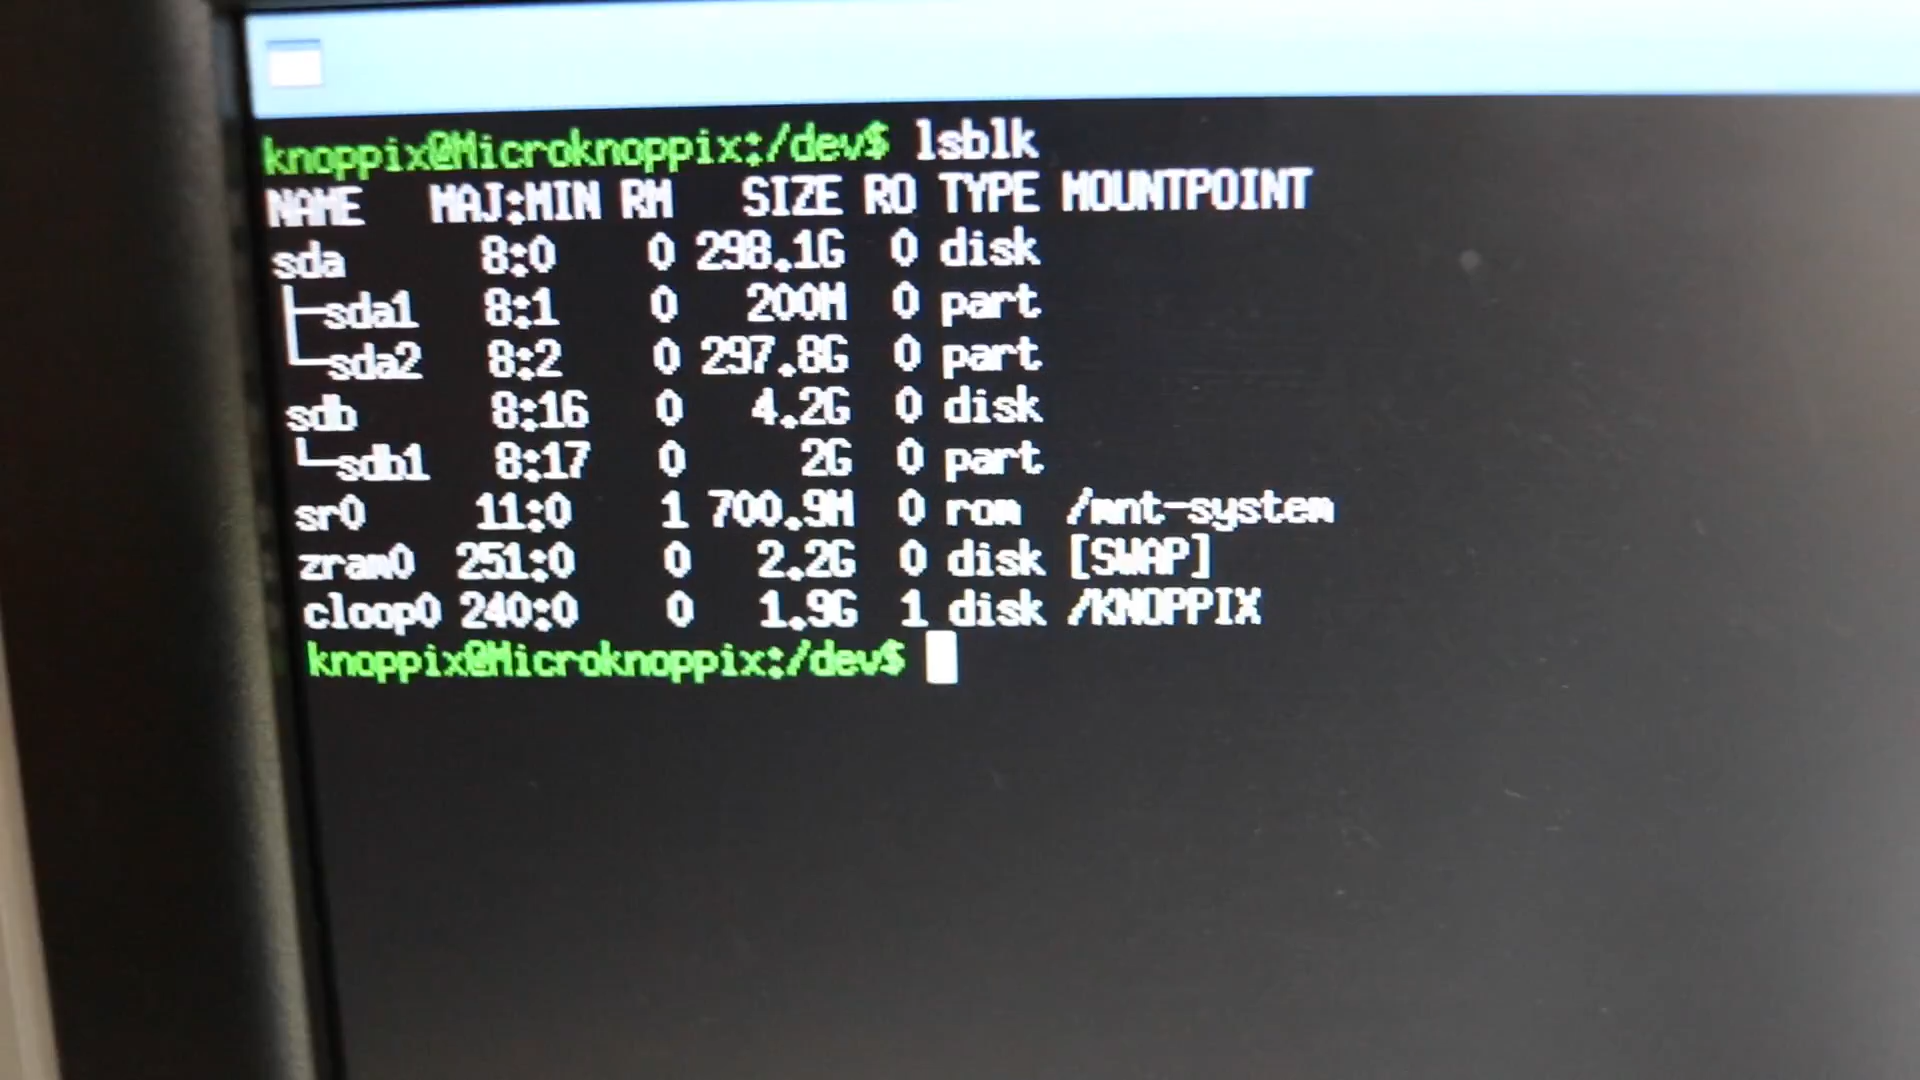 knoppix@Microknoppix:/dev$ lsblk
NAME MAJ:MIN RM SIZE RO TYPE MOUNTPOINT
sda 8:0 0 298.1G 0 disk
├─sda1 8:1 0 200M 0 part
└─sda2 8:2 0 297.8G 0 part
sdb 8:16 0 4.2G 0 disk
└─sdb1 8:17 0 2G 0 part
sr0 11:0 1 700.9M 0 rom /mnt-system
zram0 251:0 0 2.2G 0 disk [SWAP]
cloop0 240:0 0 1.9G 1 disk /KNOPPIX
knoppix@Microknoppix:/dev$